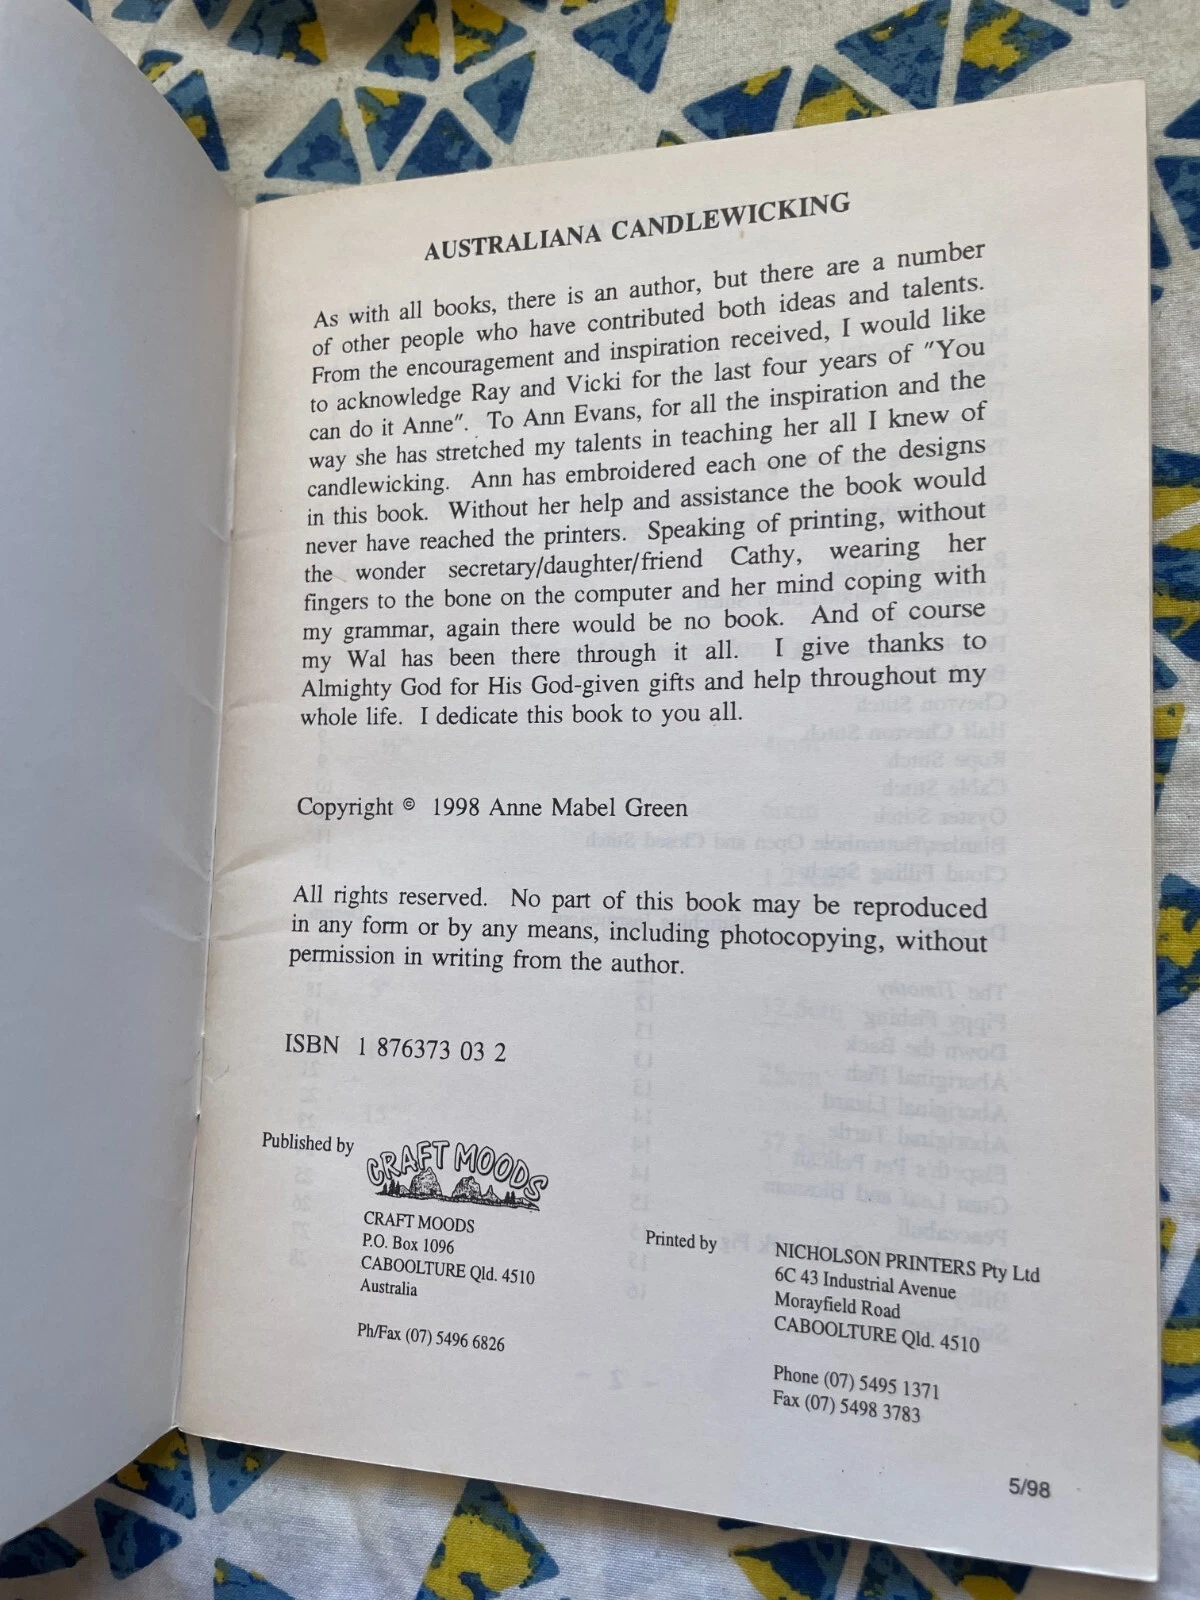 AUSTRALIANA CANDLEWICKING
As with all books, there is an author, but there are a number
of other people who have contributed both ideas and talents.
From the encouragement and inspiration received, I would like
to acknowledge Ray and Vicki for the last four years of "You
can do it Anne". To Ann Evans, for all the inspiration and the
way she has stretched my talents in teaching her all I knew of
candlewicking. Ann has embroidered each one of the designs
in this book. Without her help and assistance the book would
never have reached the printers. Speaking of printing, without
the wonder secretary/daughter/friend Cathy, wearing her
fingers to the bone on the computer and her mind coping with
my grammar, again there would be no book. And of course
my Wal has been there through it all. I give thanks to
Almighty God for His God-given gifts and help throughout my
whole life. I dedicate this book to you all.
Copyright © 1998 Anne Mabel Green
All rights reserved. No part of this book may be reproduced
in any form or by any means, including photocopying, without
permission in writing from the author.
ISBN 1 876373 03 2
Published by
CRAFT MOODS
CRAFT MOODS
P.O. Box 1096
CABOOLTURE Qld. 4510
Australia
Ph/Fax (07) 5496 6826
Printed by
NICHOLSON PRINTERS Pty Ltd
6C 43 Industrial Avenue
Morayfield Road
CABOOLTURE Qld. 4510
Phone (07) 5495 1371
Fax (07) 5498 3783
5/98